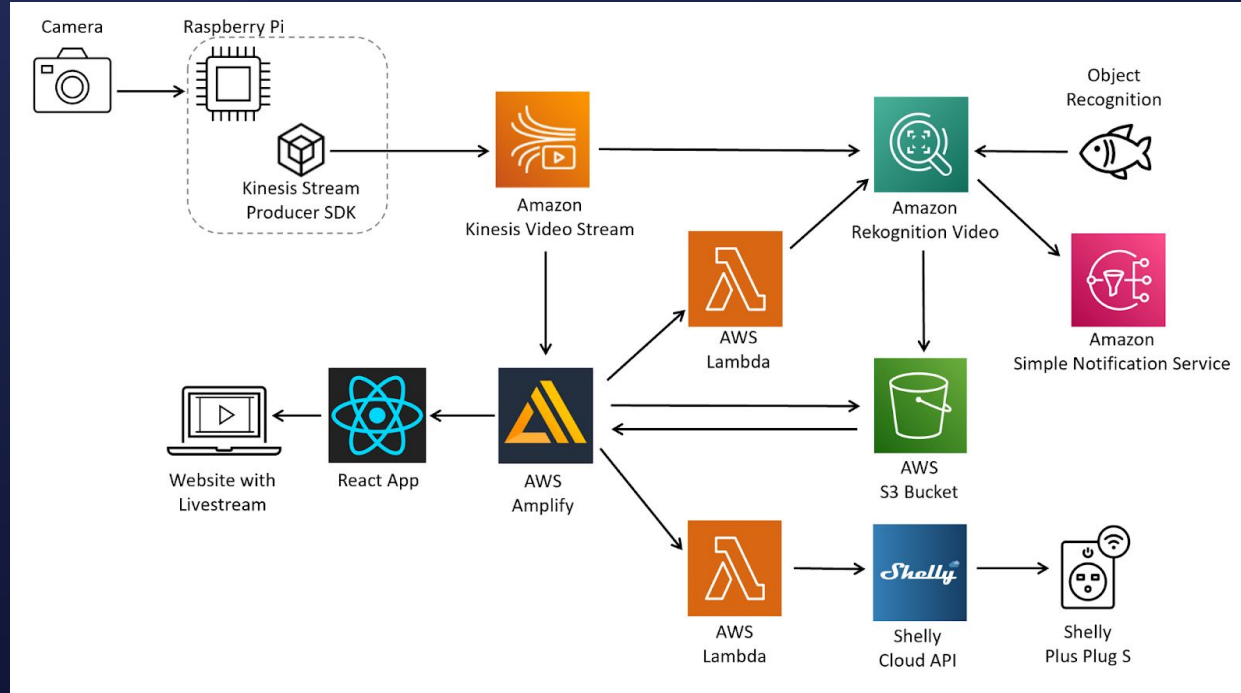 Camera
Raspberry Pi
Object
Recognition
Kinesis Stream
Producer SDK
Amazon
Kinesis Video Stream
Amazon
Rekognition Video
AWS
Lambda
Amazon
Simple Notification Service
Website with
Livestream
React App
AWS
Amplify
AWS
S3 Bucket
Shelly
AWS
Lambda
Shelly
Cloud API
Shelly
Plus Plug S